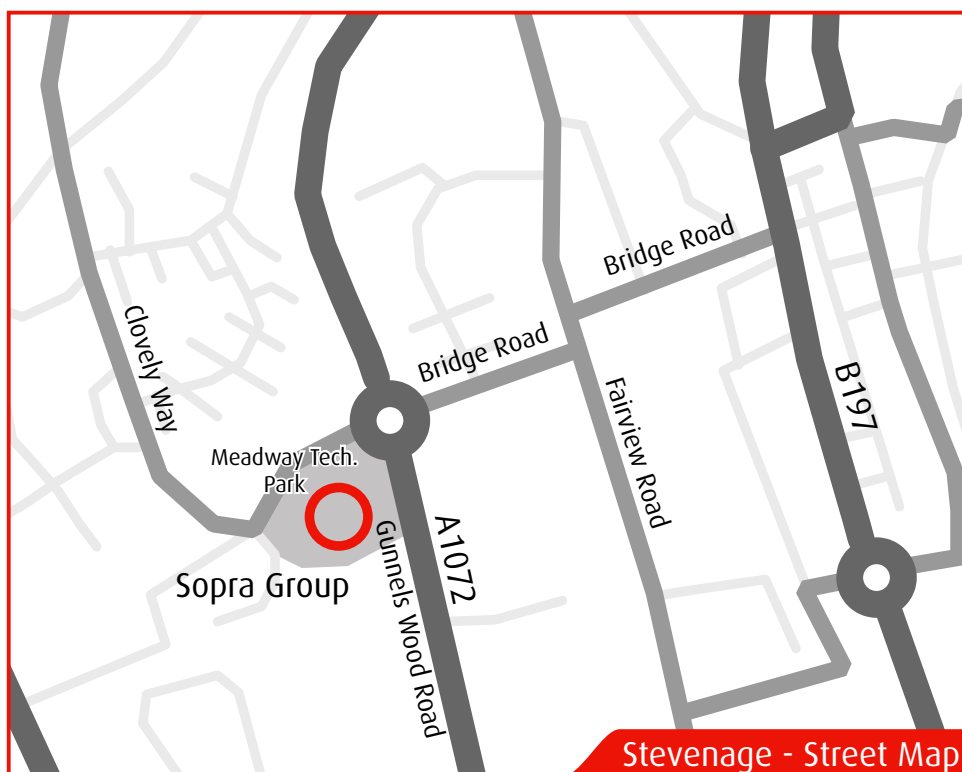 Bridge Road
Clovely Way
Bridge Road
B197
Fairview Road
Meadway Tech.
Park
A1072
Gunnels Wood Road
Sopra Group
Stevenage - Street Map